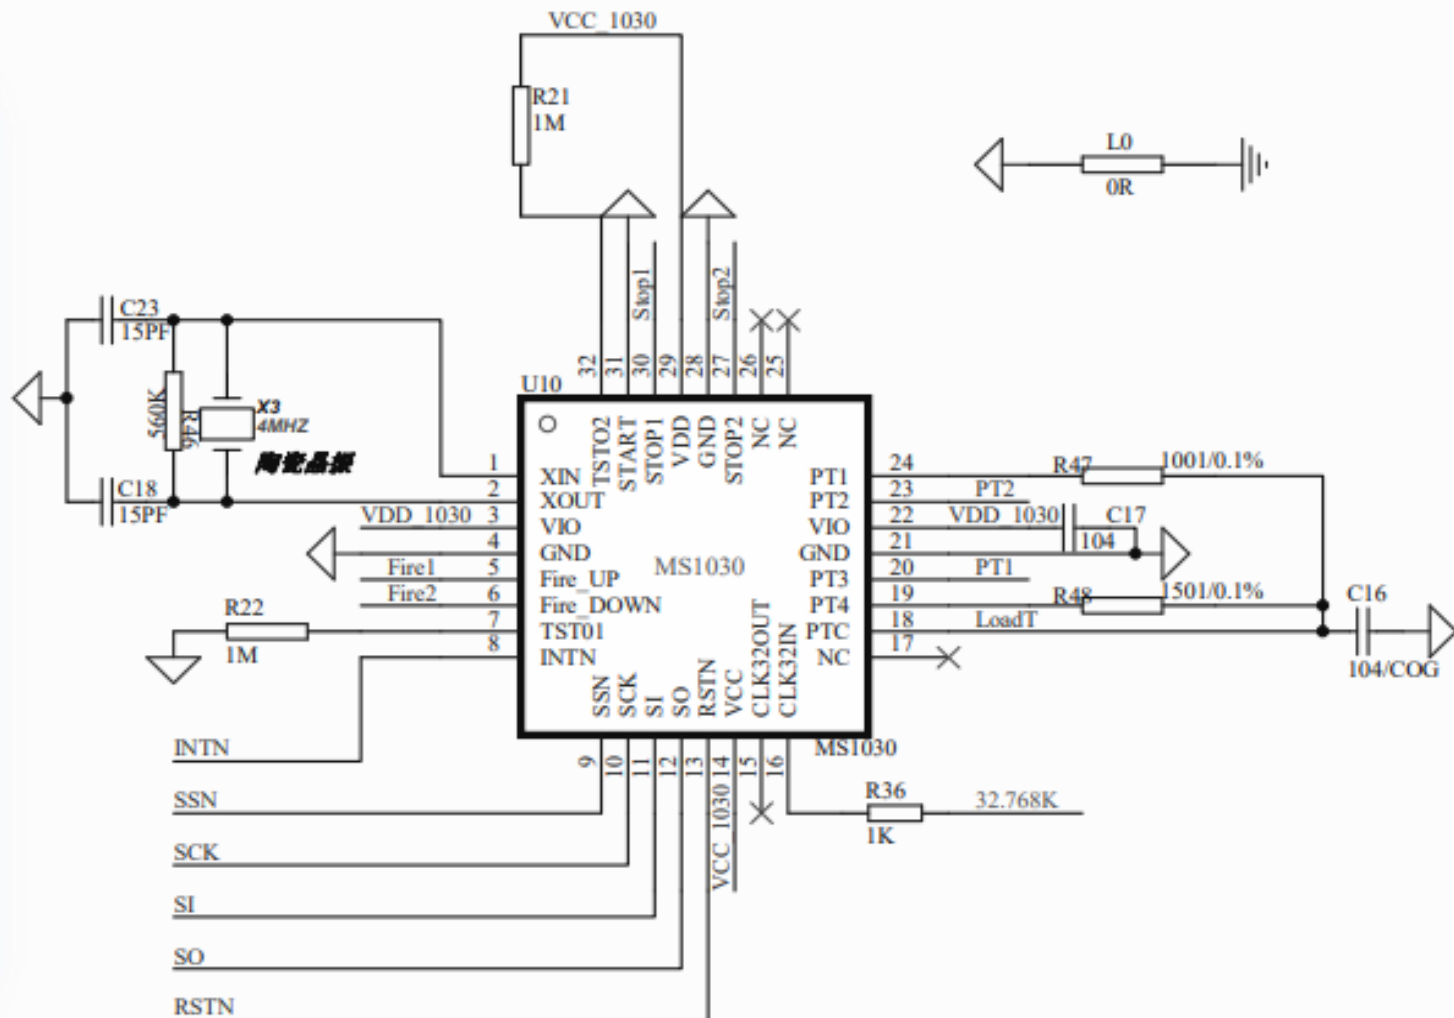 VCC_1030
R21
1M
L0
0R
Stop1
Stop2
32
31
30
29
28
27
26
25
C23
15PF
U10
560K
R46
X3
4MHZ
陶瓷晶振
C18
15PF
TSTO2
START
STOP1
VDD
GND
STOP2
NC
NC
1
XIN
2
XOUT
VDD_1030
3
VIO
4
GND
Fire1
5
Fire_UP
Fire2
6
Fire_DOWN
R22
1M
7
TST01
8
INTN
MS1030
PT1
24
R47
1001/0.1%
PT2
23
PT2
VIO
22
VDD_1030
C17
104
GND
21
PT3
20
PT1
PT4
19
R48
1501/0.1%
PTC
18
LoadT
NC
17
C16
104/COG
SSN
SCK
SI
SO
RSTN
VCC
CLK32OUT
CLK32IN
MS1030
9
10
11
12
13
14
15
16
VCC_1030
R36
1K
32.768K
INTN
SSN
SCK
SI
SO
RSTN